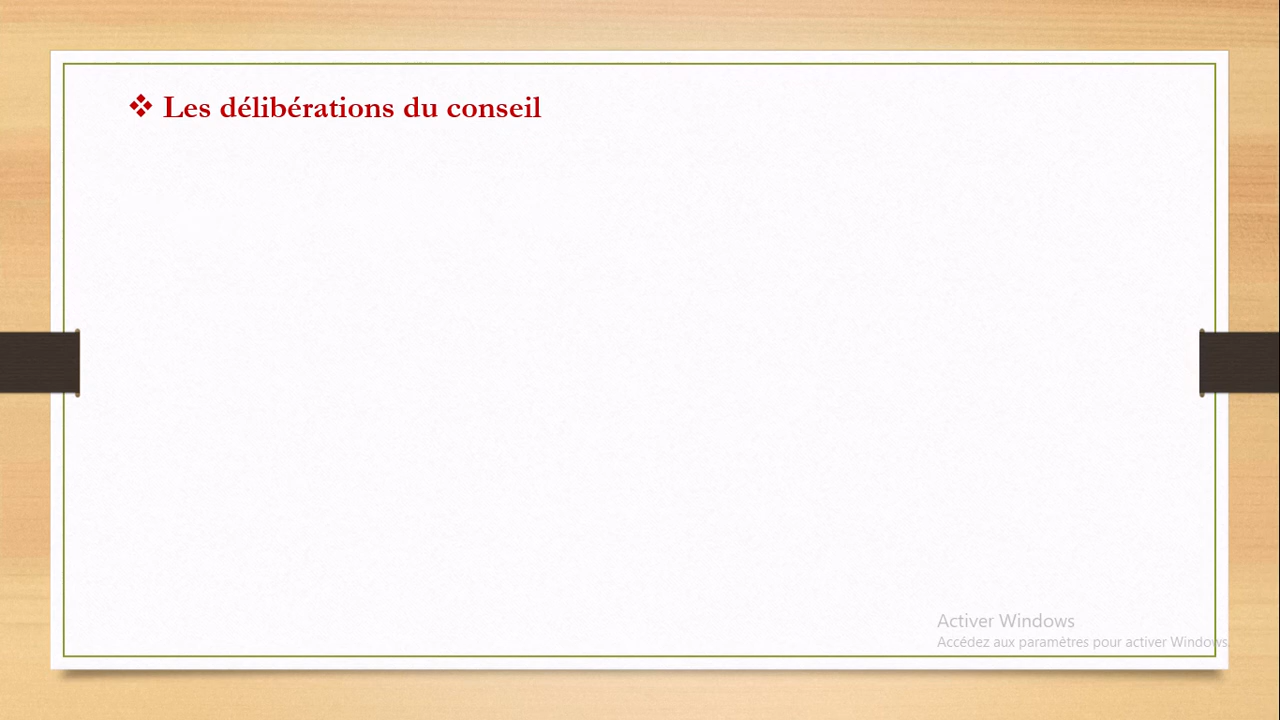 ❖ Les délibérations du conseil
Activer Windows
Accédez aux paramètres pour activer Windows.